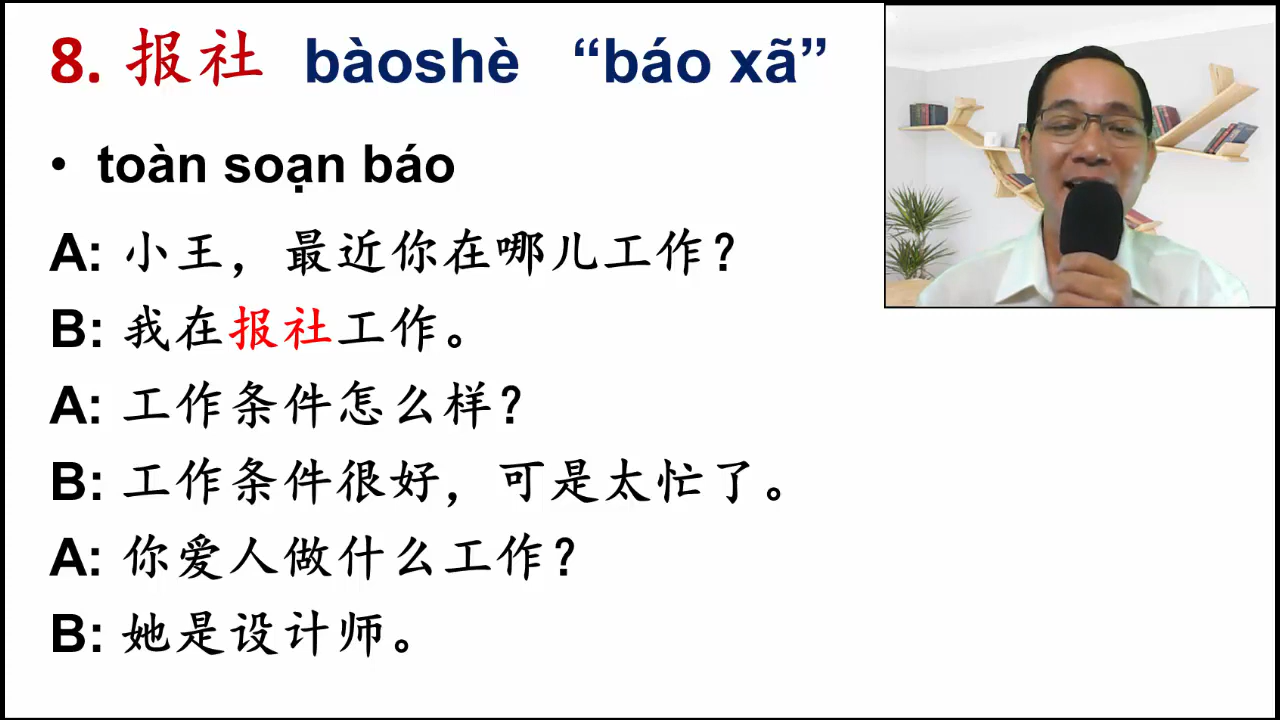 8. 报社 bàoshè “báo xã”
• toàn soạn báo
A: 小王，最近你在哪儿工作？
B: 我在报社工作。
A: 工作条件怎么样？
B: 工作条件很好，可是太忙了。
A: 你爱人做什么工作？
B: 她是设计师。